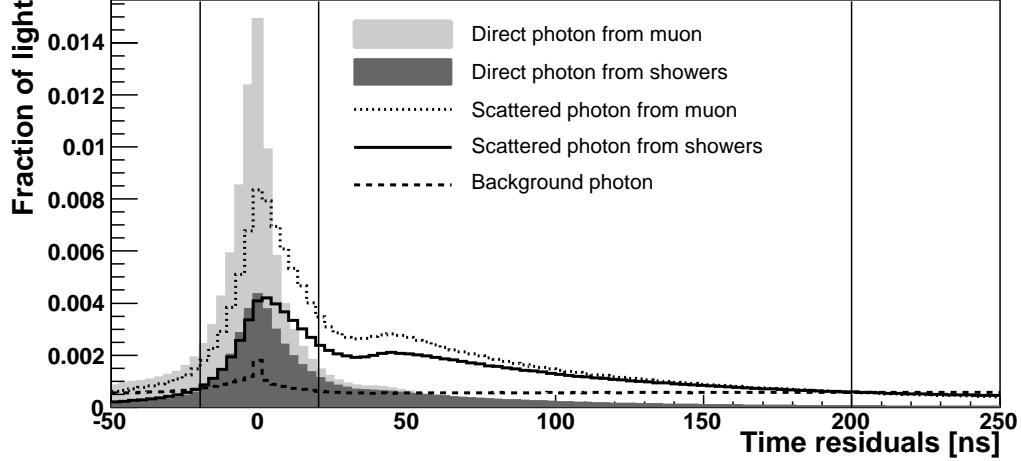 Fraction of light
0.014
0.012
0.01
0.008
0.006
0.004
0.002
0
Direct photon from muon
Direct photon from showers
Scattered photon from muon
Scattered photon from showers
Background photon
-50 0 50 100 150 200 250
Time residuals [ns]